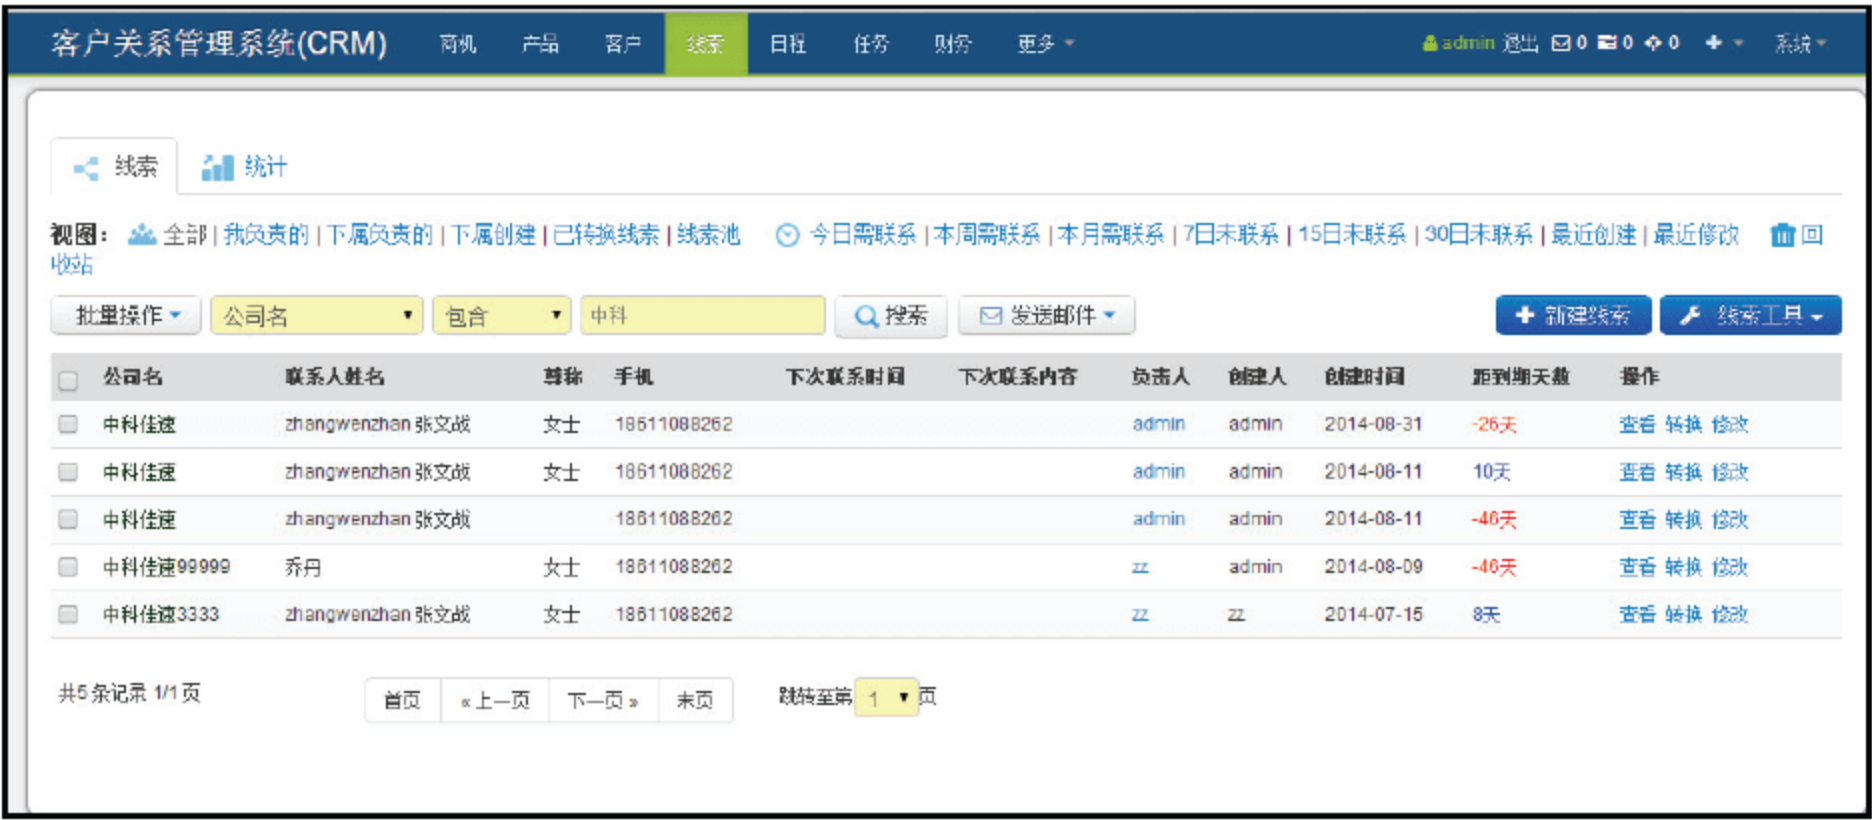 客户关系管理系统(CRM) 商机 产品 客户 线索 日程 任务 财务 更多 admin 退出 0 0 0 系统
线索 统计
视图: 全部 | 我负责的 | 下属负责的 | 下属创建 | 已转换线索 | 线索池 今日需联系 | 本周需联系 | 本月需联系 | 7日未联系 | 15日未联系 | 30日未联系 | 最近创建 | 最近修改 回
收站
批量操作 公司名 包含 中科 搜索 发送邮件 新建线索 线索工具
公司名 联系人姓名 尊称 手机 下次联系时间 下次联系内容 负责人 创建人 创建时间 距到期天数 操作
中科佳速 zhangwenzhan 张文战 女士 18611088262 admin admin 2014-08-31 -26天 查看 转换 修改
中科佳速 zhangwenzhan 张文战 女士 18611088262 admin admin 2014-08-11 10天 查看 转换 修改
中科佳速 zhangwenzhan 张文战 18611088262 admin admin 2014-08-11 -46天 查看 转换 修改
中科佳速99999 乔丹 女士 18611088262 zz admin 2014-08-09 -46天 查看 转换 修改
中科佳速3333 zhangwenzhan 张文战 女士 18611088262 zz zz 2014-07-15 8天 查看 转换 修改
共5 条记录 1/1 页 首页 « 上一页 下一页 » 末页 跳转至第 1 页